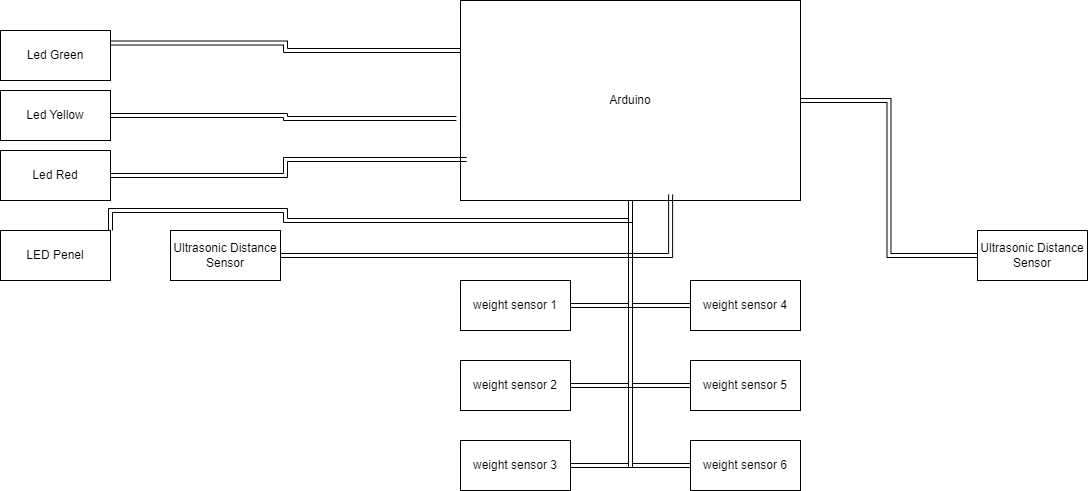 Led Green
Arduino
Led Yellow
Led Red
LED Penel
Ultrasonic Distance
Sensor
Ultrasonic Distance
Sensor
weight sensor 1
weight sensor 4
weight sensor 2
weight sensor 5
weight sensor 3
weight sensor 6